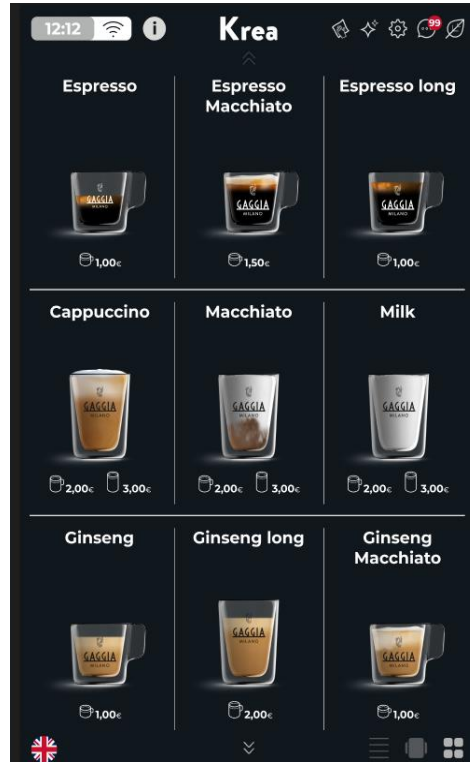 12:12
i
Krea
99
Espresso
Espresso
Macchiato
Espresso long
GAGGIA
MILANO
GAGGIA
MILANO
GAGGIA
MILANO
1,00€
1,50€
1,00€
Cappuccino
Macchiato
Milk
GAGGIA
MILANO
GAGGIA
MILANO
GAGGIA
MILANO
2,00€ 3,00€
2,00€ 3,00€
2,00€ 3,00€
Ginseng
Ginseng long
Ginseng
Macchiato
GAGGIA
MILANO
GAGGIA
MILANO
GAGGIA
MILANO
1,00€
2,00€
1,00€